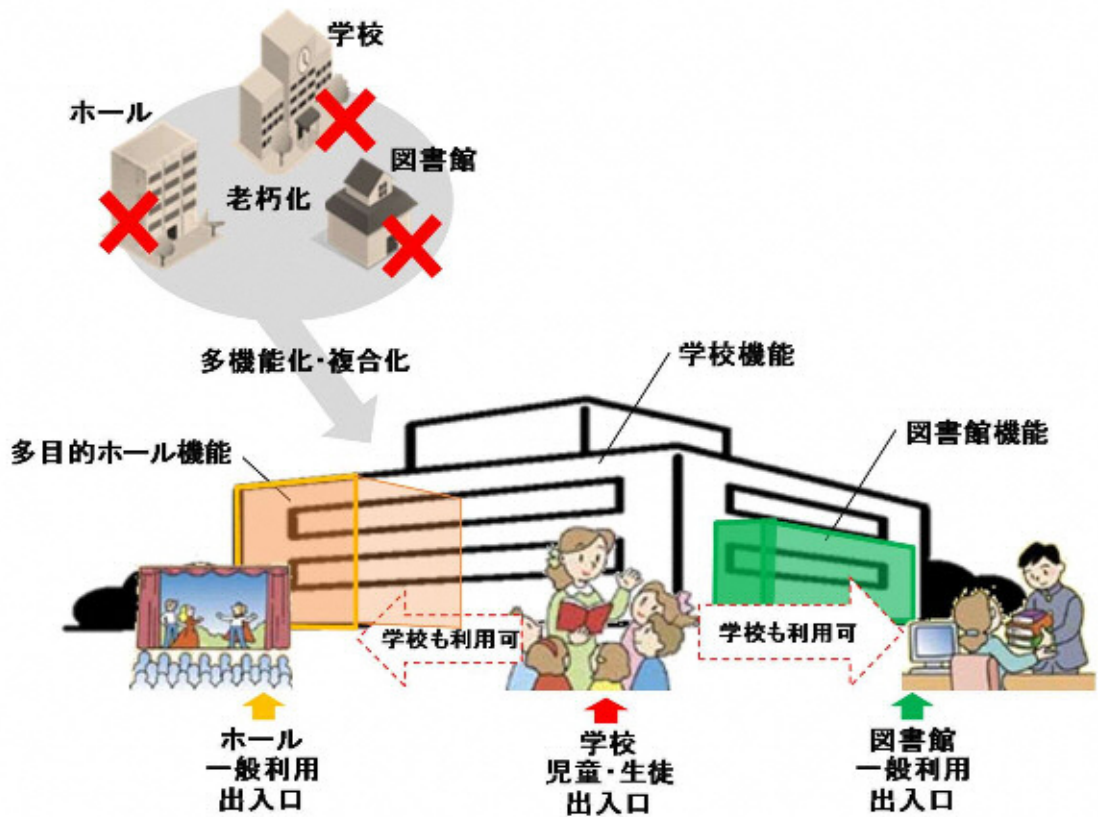 学校
ホール
図書館
老朽化
多機能化・複合化
学校機能
図書館機能
多目的ホール機能
学校も利用可
学校も利用可
ホール
一般利用
出入口
学校
児童・生徒
出入口
図書館
一般利用
出入口